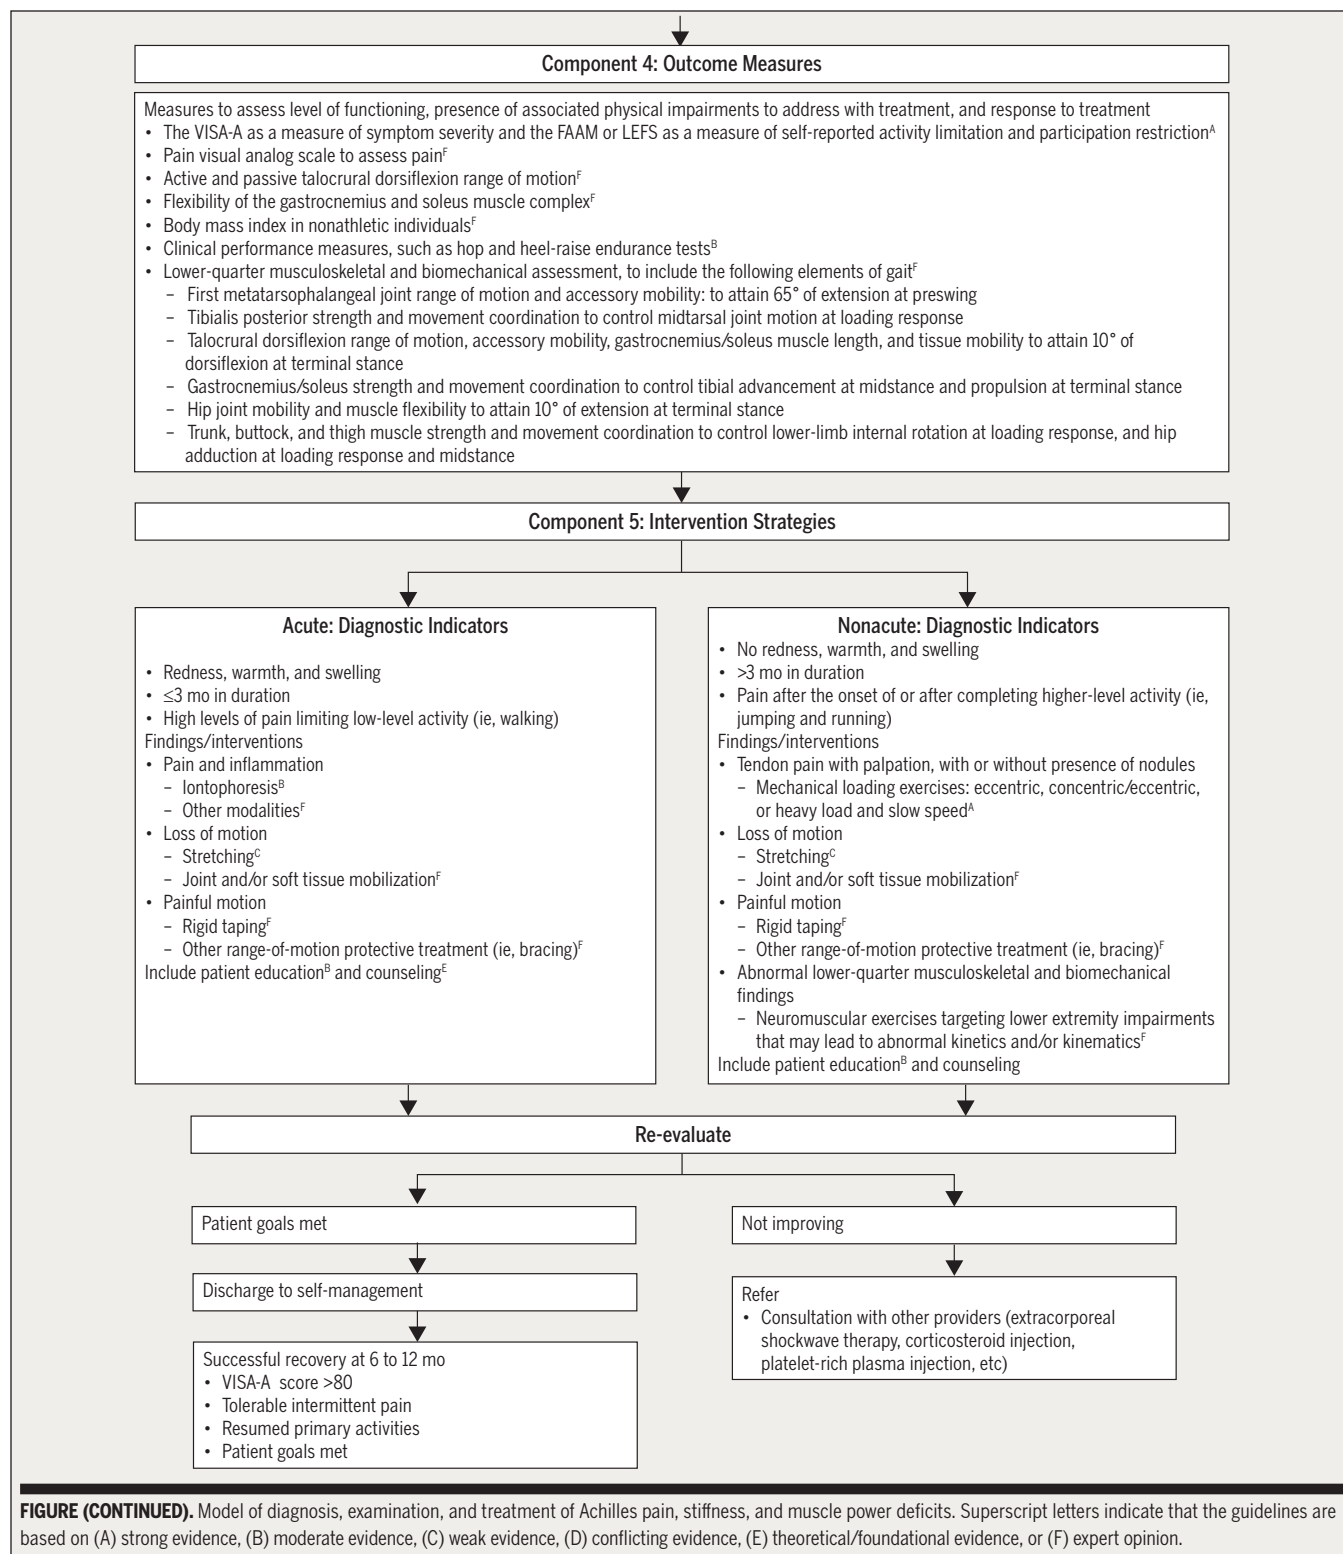 Component 4: Outcome Measures
Measures to assess level of functioning, presence of associated physical impairments to address with treatment, and response to treatment
• The VISA-A as a measure of symptom severity and the FAAM or LEFS as a measure of self-reported activity limitation and participation restrictionᴬ
• Pain visual analog scale to assess painF
• Active and passive talocrural dorsiflexion range of motionF
• Flexibility of the gastrocnemius and soleus muscle complexF
• Body mass index in nonathletic individualsF
• Clinical performance measures, such as hop and heel-raise endurance testsB
• Lower-quarter musculoskeletal and biomechanical assessment, to include the following elements of gaitF
– First metatarsophalangeal joint range of motion and accessory mobility: to attain 65° of extension at preswing
– Tibialis posterior strength and movement coordination to control midtarsal joint motion at loading response
– Talocrural dorsiflexion range of motion, accessory mobility, gastrocnemius/soleus muscle length, and tissue mobility to attain 10° of
dorsiflexion at terminal stance
– Gastrocnemius/soleus strength and movement coordination to control tibial advancement at midstance and propulsion at terminal stance
– Hip joint mobility and muscle flexibility to attain 10° of extension at terminal stance
– Trunk, buttock, and thigh muscle strength and movement coordination to control lower-limb internal rotation at loading response, and hip
adduction at loading response and midstance
Component 5: Intervention Strategies
Acute: Diagnostic Indicators
• Redness, warmth, and swelling
• ≤3 mo in duration
• High levels of pain limiting low-level activity (ie, walking)
Findings/interventions
• Pain and inflammation
– IontophoresisB
– Other modalitiesF
• Loss of motion
– StretchingC
– Joint and/or soft tissue mobilizationF
• Painful motion
– Rigid tapingF
– Other range-of-motion protective treatment (ie, bracing)F
Include patient educationB and counselingE
Nonacute: Diagnostic Indicators
• No redness, warmth, and swelling
• >3 mo in duration
• Pain after the onset of or after completing higher-level activity (ie,
jumping and running)
Findings/interventions
• Tendon pain with palpation, with or without presence of nodules
– Mechanical loading exercises: eccentric, concentric/eccentric,
or heavy load and slow speedA
• Loss of motion
– StretchingC
– Joint and/or soft tissue mobilizationF
• Painful motion
– Rigid tapingF
– Other range-of-motion protective treatment (ie, bracing)F
• Abnormal lower-quarter musculoskeletal and biomechanical
findings
– Neuromuscular exercises targeting lower extremity impairments
that may lead to abnormal kinetics and/or kinematicsF
Include patient educationB and counseling
Re-evaluate
Patient goals met
Discharge to self-management
Successful recovery at 6 to 12 mo
• VISA-A score >80
• Tolerable intermittent pain
• Resumed primary activities
• Patient goals met
Not improving
Refer
• Consultation with other providers (extracorporeal
shockwave therapy, corticosteroid injection,
platelet-rich plasma injection, etc)
FIGURE (CONTINUED). Model of diagnosis, examination, and treatment of Achilles pain, stiffness, and muscle power deficits. Superscript letters indicate that the guidelines are
based on (A) strong evidence, (B) moderate evidence, (C) weak evidence, (D) conflicting evidence, (E) theoretical/foundational evidence, or (F) expert opinion.